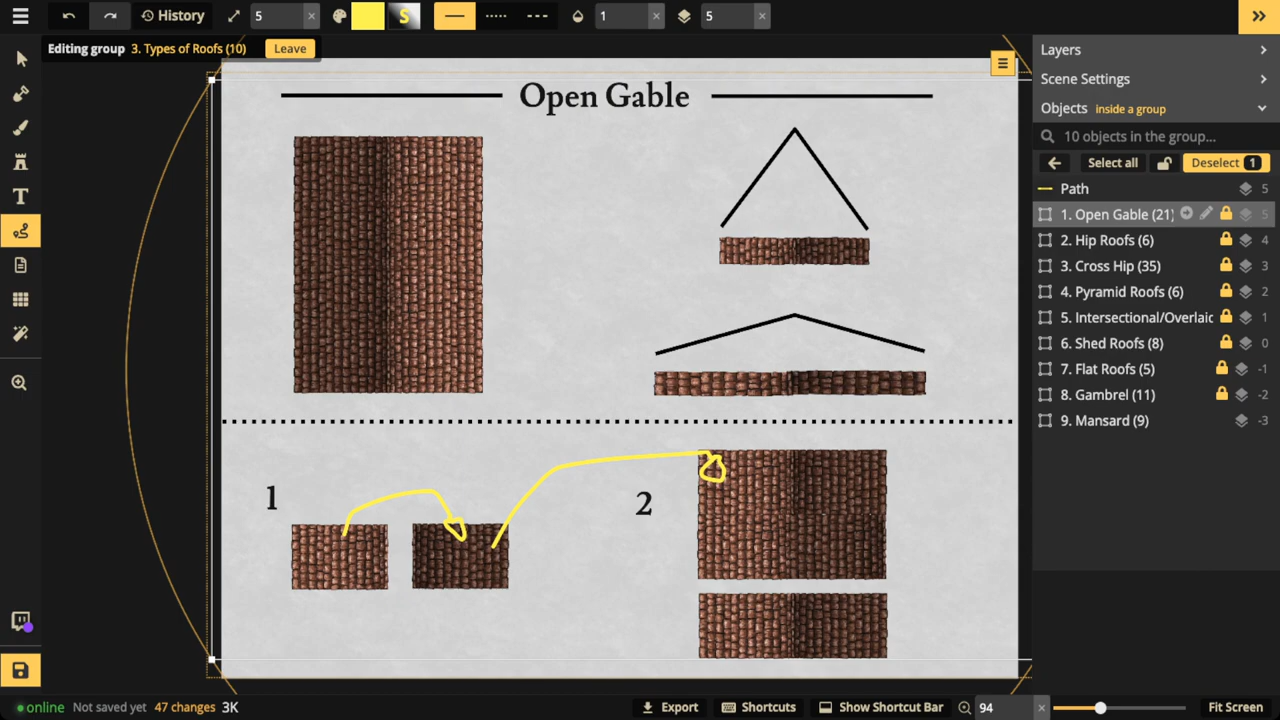 History
5
S
1
5
Editing group 3. Types of Roofs (10) Leave
Layers
Scene Settings
Objects inside a group
10 objects in the group...
Select all
Deselect 1
Path 5
1. Open Gable (21) 5
2. Hip Roofs (6) 4
3. Cross Hip (35) 3
4. Pyramid Roofs (6) 2
5. Intersectional/Overlaid 1
6. Shed Roofs (8) 0
7. Flat Roofs (5) -1
8. Gambrel (11) -2
9. Mansard (9) -3
Open Gable
1
2
online Not saved yet 47 changes 3K
Export Shortcuts Show Shortcut Bar 94 Fit Screen